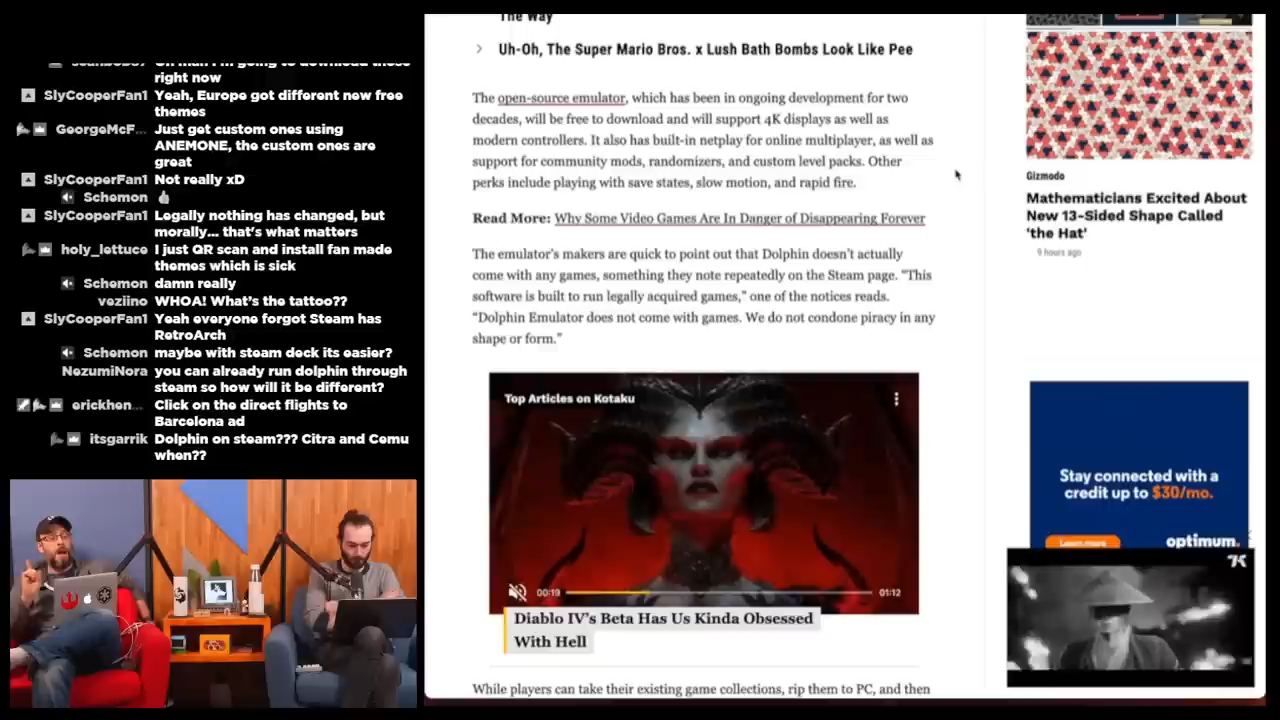 right now
SlyCooperFan1 Yeah, Europe got different new free
themes
GeorgeMcF... Just get custom ones using
ANEMONE, the custom ones are
great
SlyCooperFan1 Not really xD
Schemon 👍
SlyCooperFan1 Legally nothing has changed, but
morally... that's what matters
holy_lettuce I just QR scan and install fan made
themes which is sick
Schemon damn really
veziino WHOA! What's the tattoo??
SlyCooperFan1 Yeah everyone forgot Steam has
RetroArch
Schemon maybe with steam deck its easier?
NezumiNora you can already run dolphin through
steam so how will it be different?
erickhen... Click on the direct flights to
Barcelona ad
itsgarrik Dolphin on steam??? Citra and Cemu
when??
The Way
Uh-Oh, The Super Mario Bros. x Lush Bath Bombs Look Like Pee
The open-source emulator, which has been in ongoing development for two
decades, will be free to download and will support 4K displays as well as
modern controllers. It also has built-in netplay for online multiplayer, as well as
support for community mods, randomizers, and custom level packs. Other
perks include playing with save states, slow motion, and rapid fire.
Read More: Why Some Video Games Are In Danger of Disappearing Forever
The emulator's makers are quick to point out that Dolphin doesn't actually
come with any games, something they note repeatedly on the Steam page. “This
software is built to run legally acquired games,” one of the notices reads.
“Dolphin Emulator does not come with games. We do not condone piracy in any
shape or form.”
Top Articles on Kotaku
00:19
01:12
Diablo IV's Beta Has Us Kinda Obsessed
With Hell
While players can take their existing game collections, rip them to PC, and then
Gizmodo
Mathematicians Excited About
New 13-Sided Shape Called
‘the Hat’
9 hours ago
Stay connected with a
credit up to $30/mo.
Learn more
optimum.